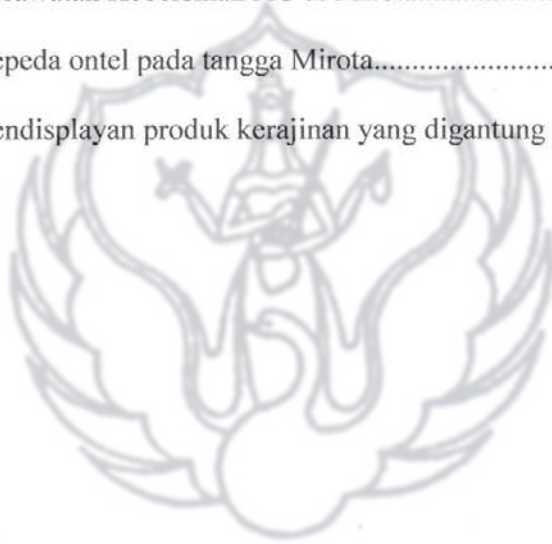 epeda ontel pada tangga Mirota..........................
endisplayan produk kerajinan yang digantung